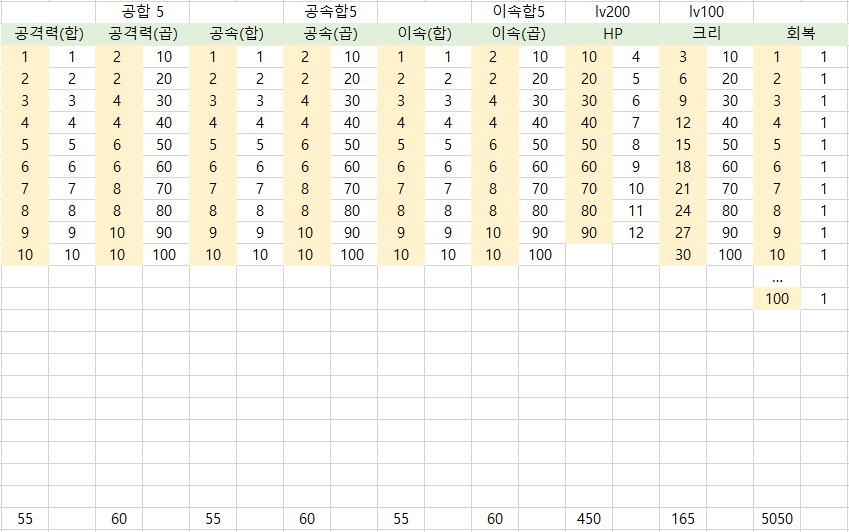 공합 5 공속합5 이속합5 lv200 lv100
공격력(합) 공격력(곱) 공속(합) 공속(곱) 이속(합) 이속(곱) HP 크리 회복
1 1 2 10 1 1 2 10 1 1 2 10 10 4 3 10 1 1
2 2 2 20 2 2 2 20 2 2 2 20 20 5 6 20 2 1
3 3 4 30 3 3 4 30 3 3 4 30 30 6 9 30 3 1
4 4 4 40 4 4 4 40 4 4 4 40 40 7 12 40 4 1
5 5 6 50 5 5 6 50 5 5 6 50 50 8 15 50 5 1
6 6 6 60 6 6 6 60 6 6 6 60 60 9 18 60 6 1
7 7 8 70 7 7 8 70 7 7 8 70 70 10 21 70 7 1
8 8 8 80 8 8 8 80 8 8 8 80 80 11 24 80 8 1
9 9 10 90 9 9 10 90 9 9 10 90 90 12 27 90 9 1
10 10 10 100 10 10 10 100 10 10 10 100 30 100 10 1
...
100 1
55 60 55 60 55 60 450 165 5050